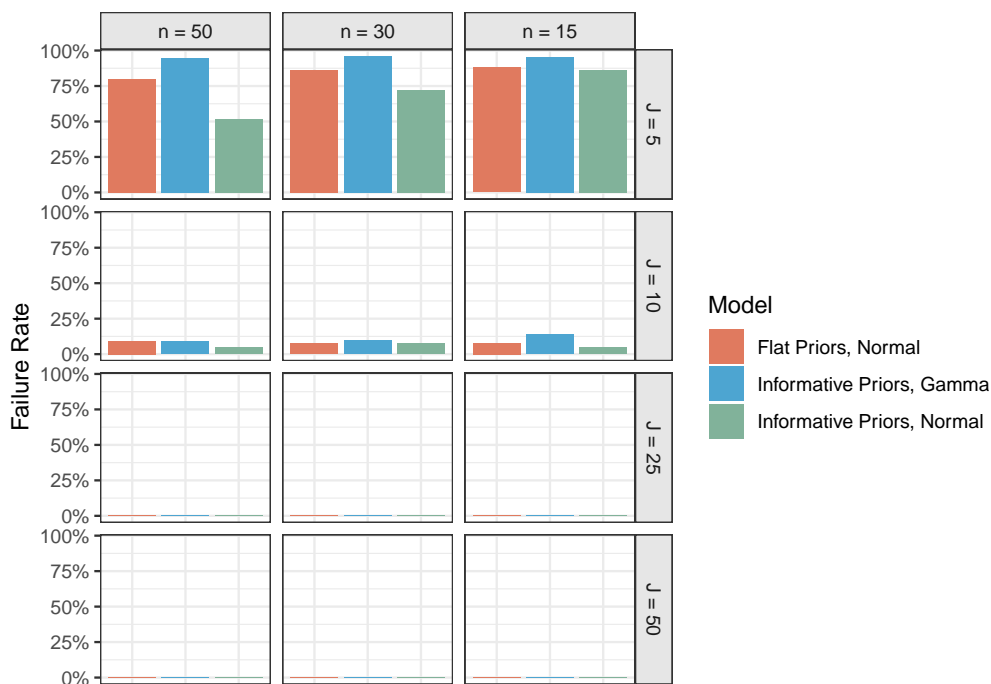 n = 50
n = 30
n = 15
100%
75%
50%
25%
0%
J = 5
100%
75%
50%
25%
0%
J = 10
100%
75%
50%
25%
0%
J = 25
100%
75%
50%
25%
0%
J = 50
Failure Rate
Model
Flat Priors, Normal
Informative Priors, Gamma
Informative Priors, Normal